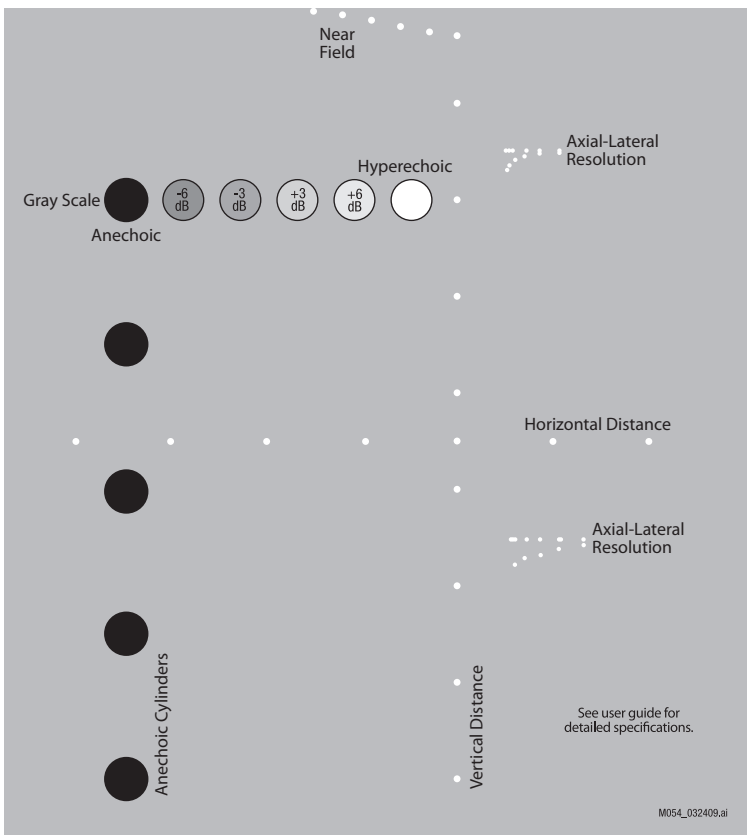 Near
Field
Axial-Lateral
Resolution
Hyperechoic
Gray Scale
-6
dB
-3
dB
+3
dB
+6
dB
Anechoic
Horizontal Distance
Axial-Lateral
Resolution
Anechoic Cylinders
Vertical Distance
See user guide for
detailed specifications.
M054_032409.ai